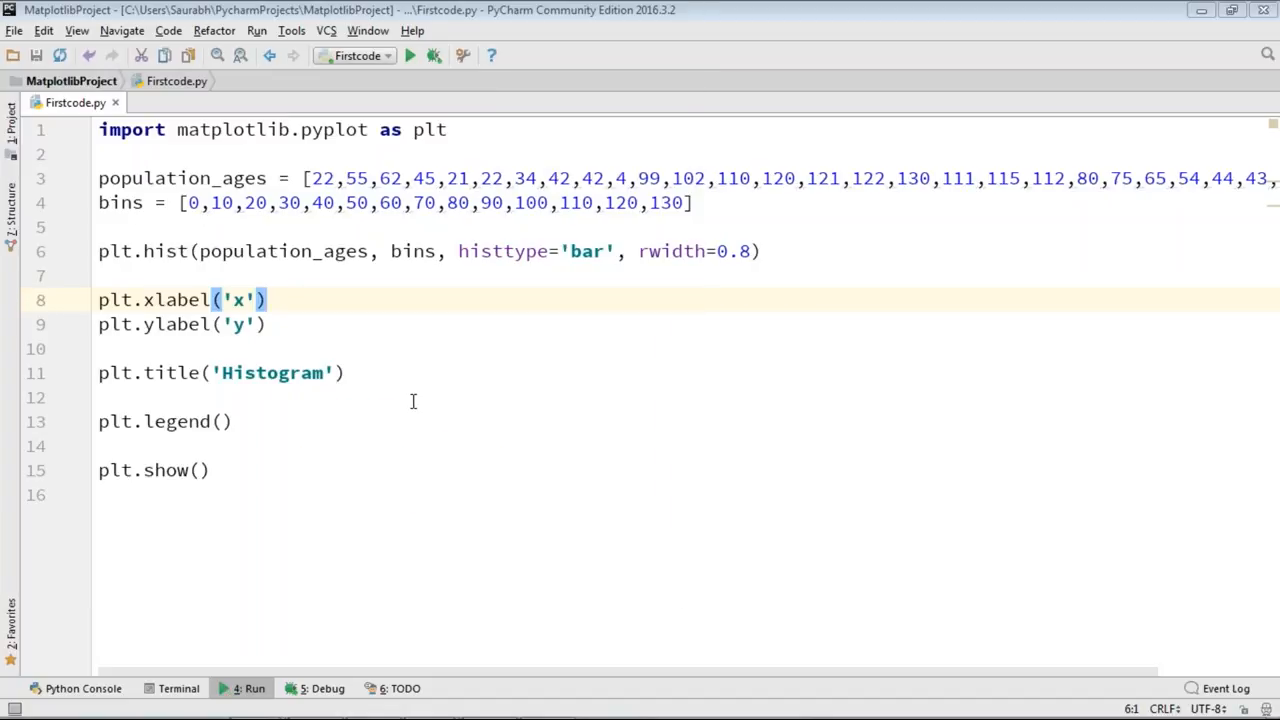 MatplotlibProject - [C:\Users\Saurabh\PycharmProjects\MatplotlibProject] - ...\Firstcode.py - PyCharm Community Edition 2016.3.2
File Edit View Navigate Code Refactor Run Tools VCS Window Help
Firstcode
MatplotlibProject Firstcode.py
Firstcode.py
1: Project
Z: Structure
2: Favorites
1 import matplotlib.pyplot as plt
2
3 population_ages = [22,55,62,45,21,22,34,42,42,4,99,102,110,120,121,122,130,111,115,112,80,75,65,54,44,43,
4 bins = [0,10,20,30,40,50,60,70,80,90,100,110,120,130]
5
6 plt.hist(population_ages, bins, histtype='bar', rwidth=0.8)
7
8 plt.xlabel('x')
9 plt.ylabel('y')
10
11 plt.title('Histogram')
12
13 plt.legend()
14
15 plt.show()
16
Python Console Terminal 4: Run 5: Debug 6: TODO Event Log
6:1 CRLF UTF-8